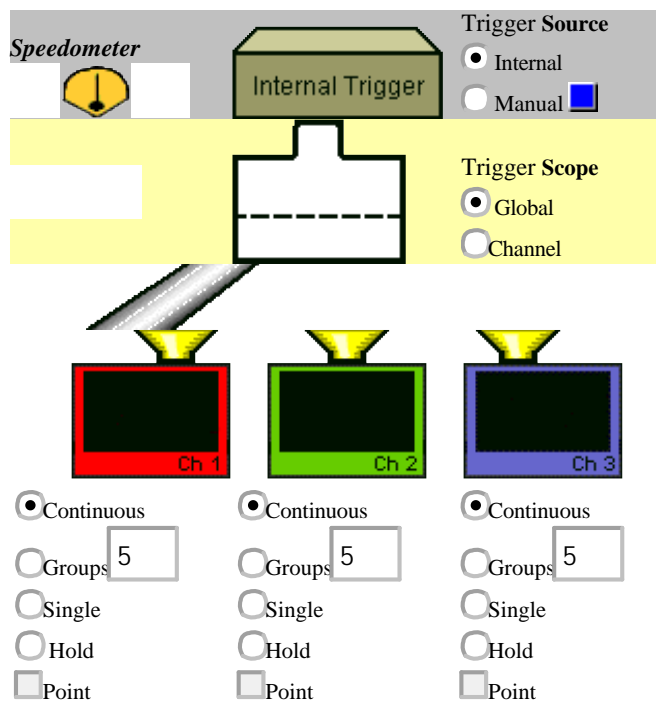 Trigger Source
Speedometer
Internal Trigger
Internal
Manual
Trigger Scope
Global
Channel
Ch 1
Ch 2
Ch 3
Continuous
Continuous
Continuous
Groups 5
Groups 5
Groups 5
Single
Single
Single
Hold
Hold
Hold
Point
Point
Point